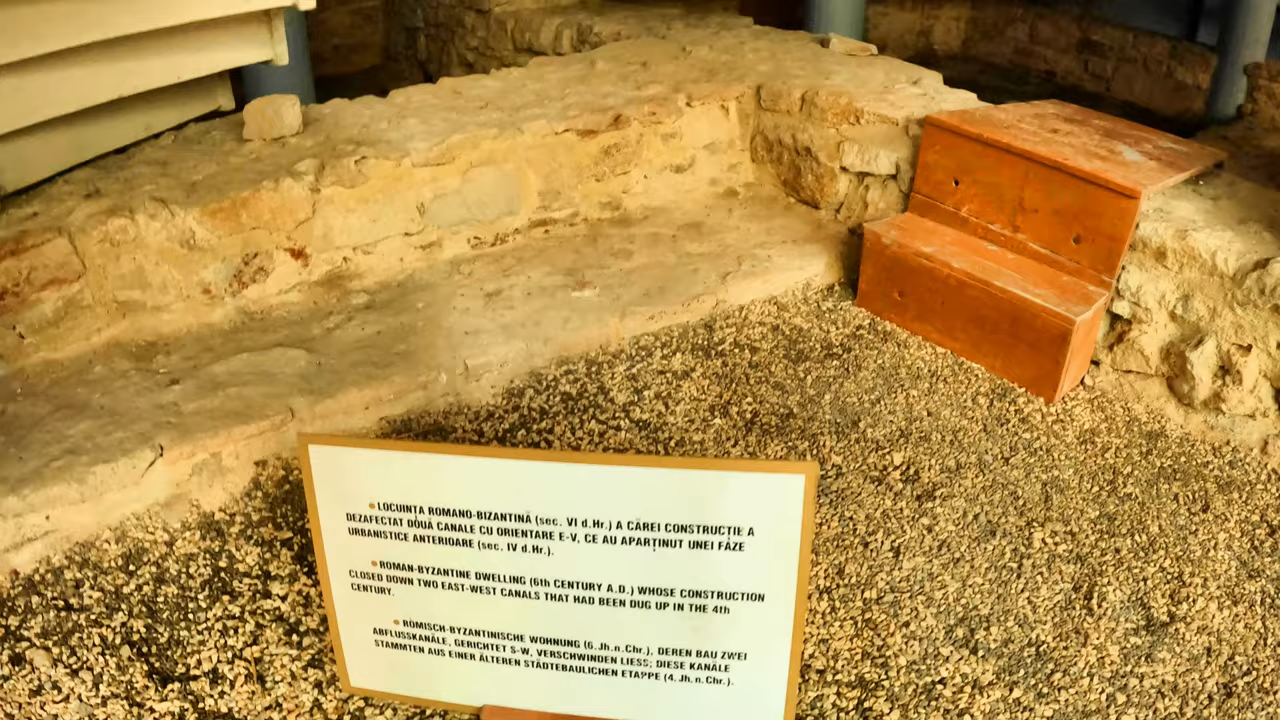 • LOCUINȚA ROMANO-BIZANTINĂ (sec. VI d.Hr.) A CĂREI CONSTRUCȚIE A
DEZAFECTAT DOUĂ CANALE CU ORIENTARE E-V, CE AU APARȚINUT UNEI FAZE
URBANISTICE ANTERIOARE (sec. IV d.Hr.).
• ROMAN-BYZANTINE DWELLING (6th CENTURY A.D.) WHOSE CONSTRUCTION
CLOSED DOWN TWO EAST-WEST CANALS THAT HAD BEEN DUG UP IN THE 4th
CENTURY.
• RÖMISCH-BYZANTINISCHE WOHNUNG (6.Jh.n.Chr.), DEREN BAU ZWEI
ABFLUSSKANÄLE, GERICHTET S-W, VERSCHWINDEN LIESS; DIESE KANÄLE
STAMMTEN AUS EINER ÄLTEREN STÄDTEBAULICHEN ETAPPE (4.Jh.n.Chr.).